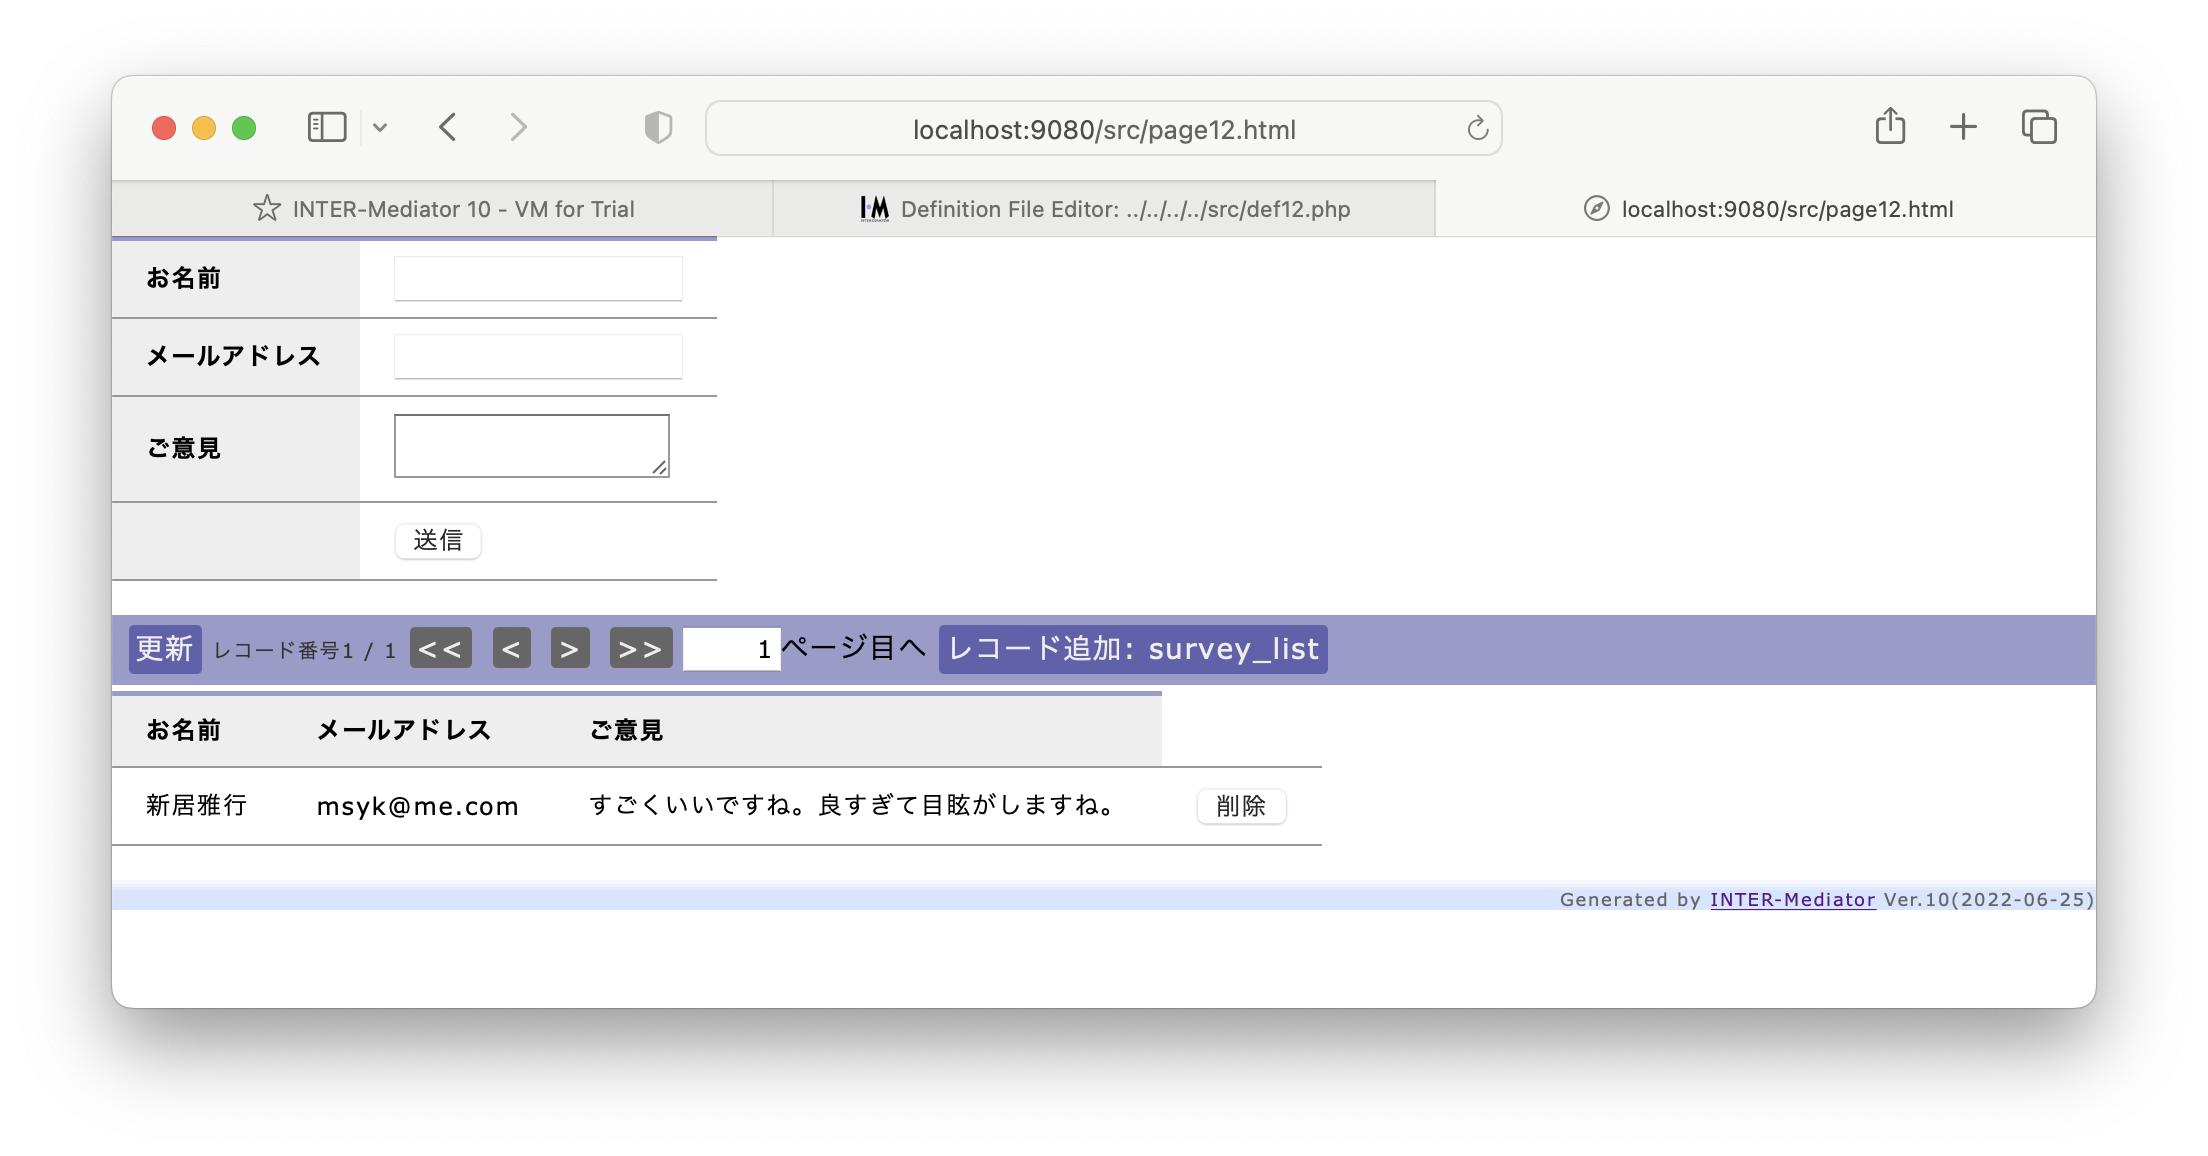 localhost:9080/src/page12.html
INTER-Mediator 10 - VM for Trial
I•M Definition File Editor: ../../../../src/def12.php
localhost:9080/src/page12.html
お名前
メールアドレス
ご意見
送信
更新 レコード番号1 / 1 << < > >> 1 ページ目へ レコード追加: survey_list
お名前 メールアドレス ご意見
新居雅行 msyk@me.com すごくいいですね。良すぎて目眩がしますね。 削除
Generated by INTER-Mediator Ver.10(2022-06-25)